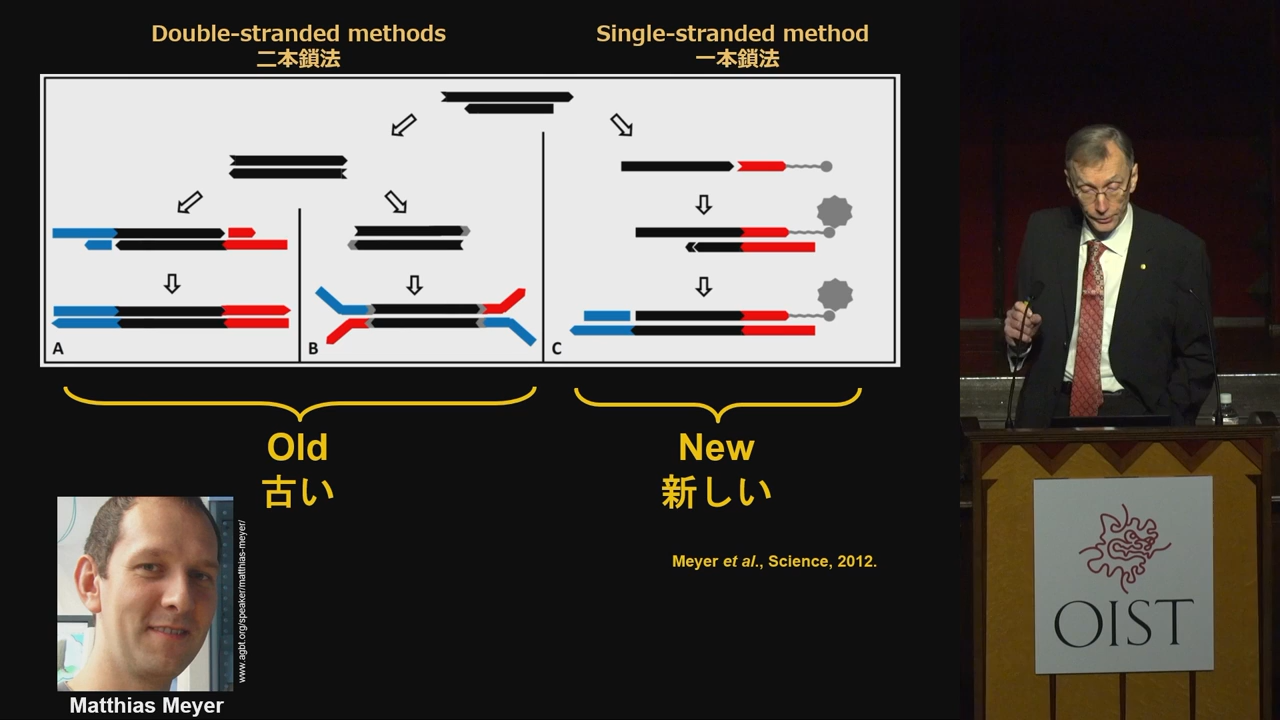 Double-stranded methods
二本鎖法
Single-stranded method
一本鎖法
A
B
C
Old
古い
New
新しい
Meyer et al., Science, 2012.
www.agbt.org/speaker/matthias-meyer/
Matthias Meyer
OIST